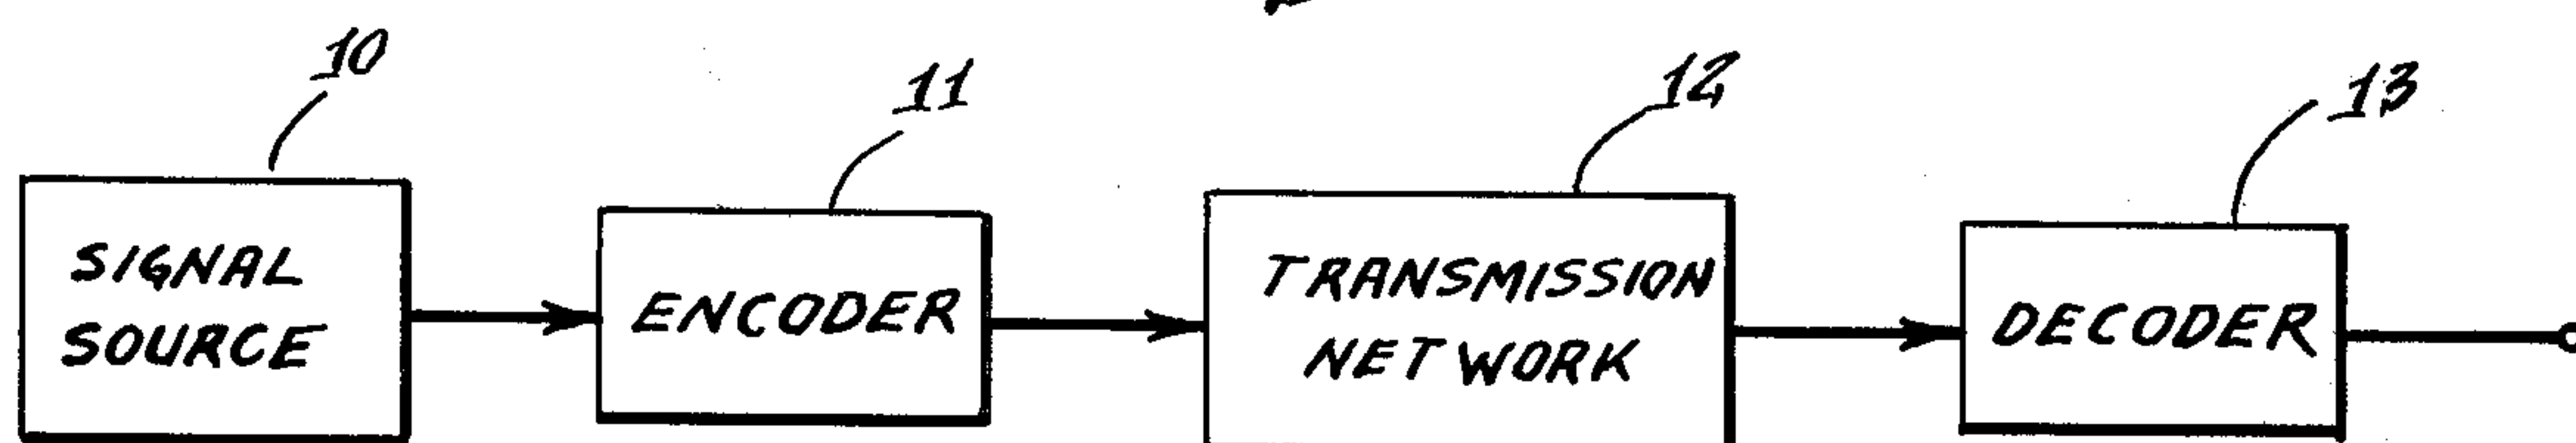 10
11
12
13
SIGNAL
SOURCE
ENCODER
TRANSMISSION
NETWORK
DECODER